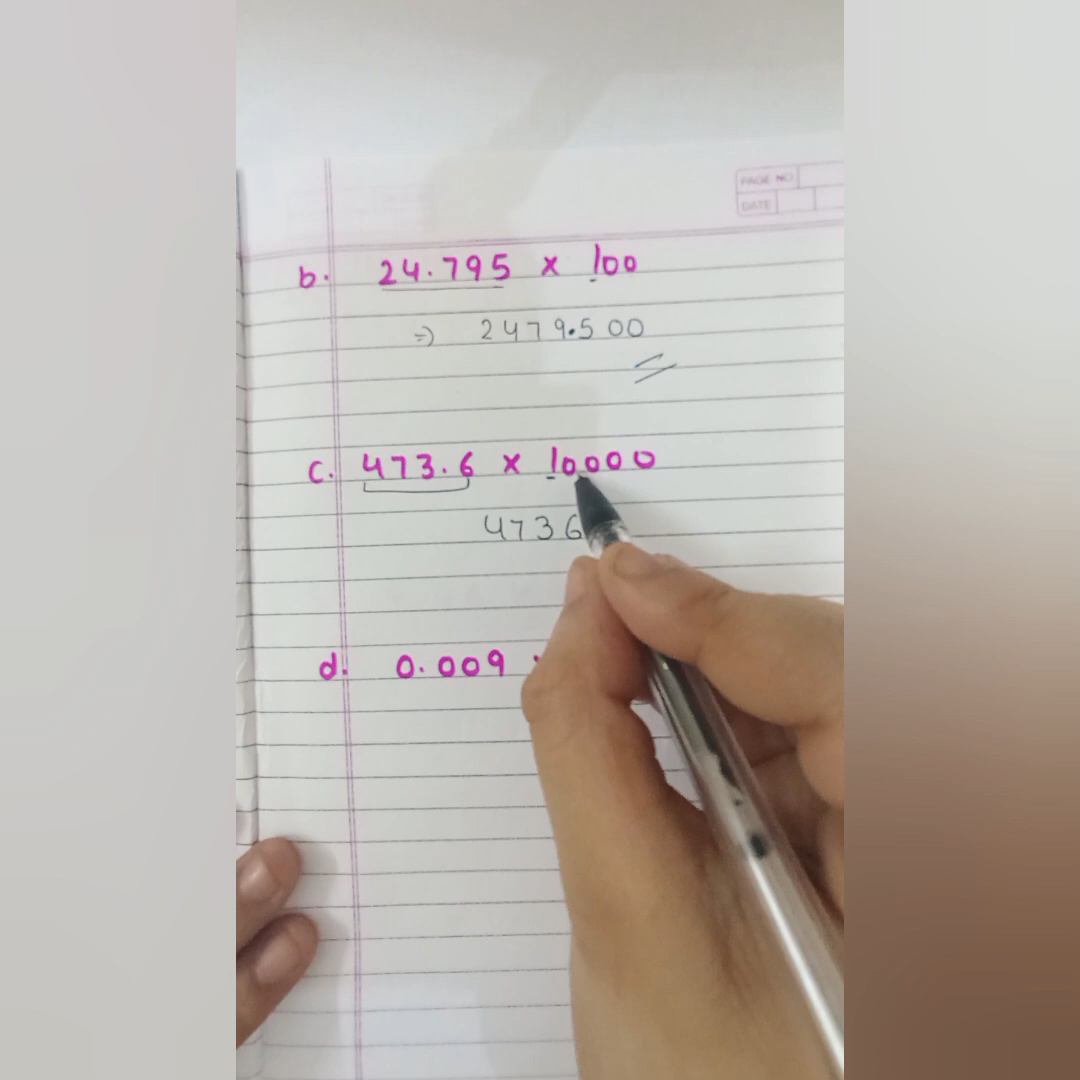 PAGE NO
DATE
b. 24.795 × 100
⇒ 2479.500
c. 473.6 × 10000
4736
d. 0.009